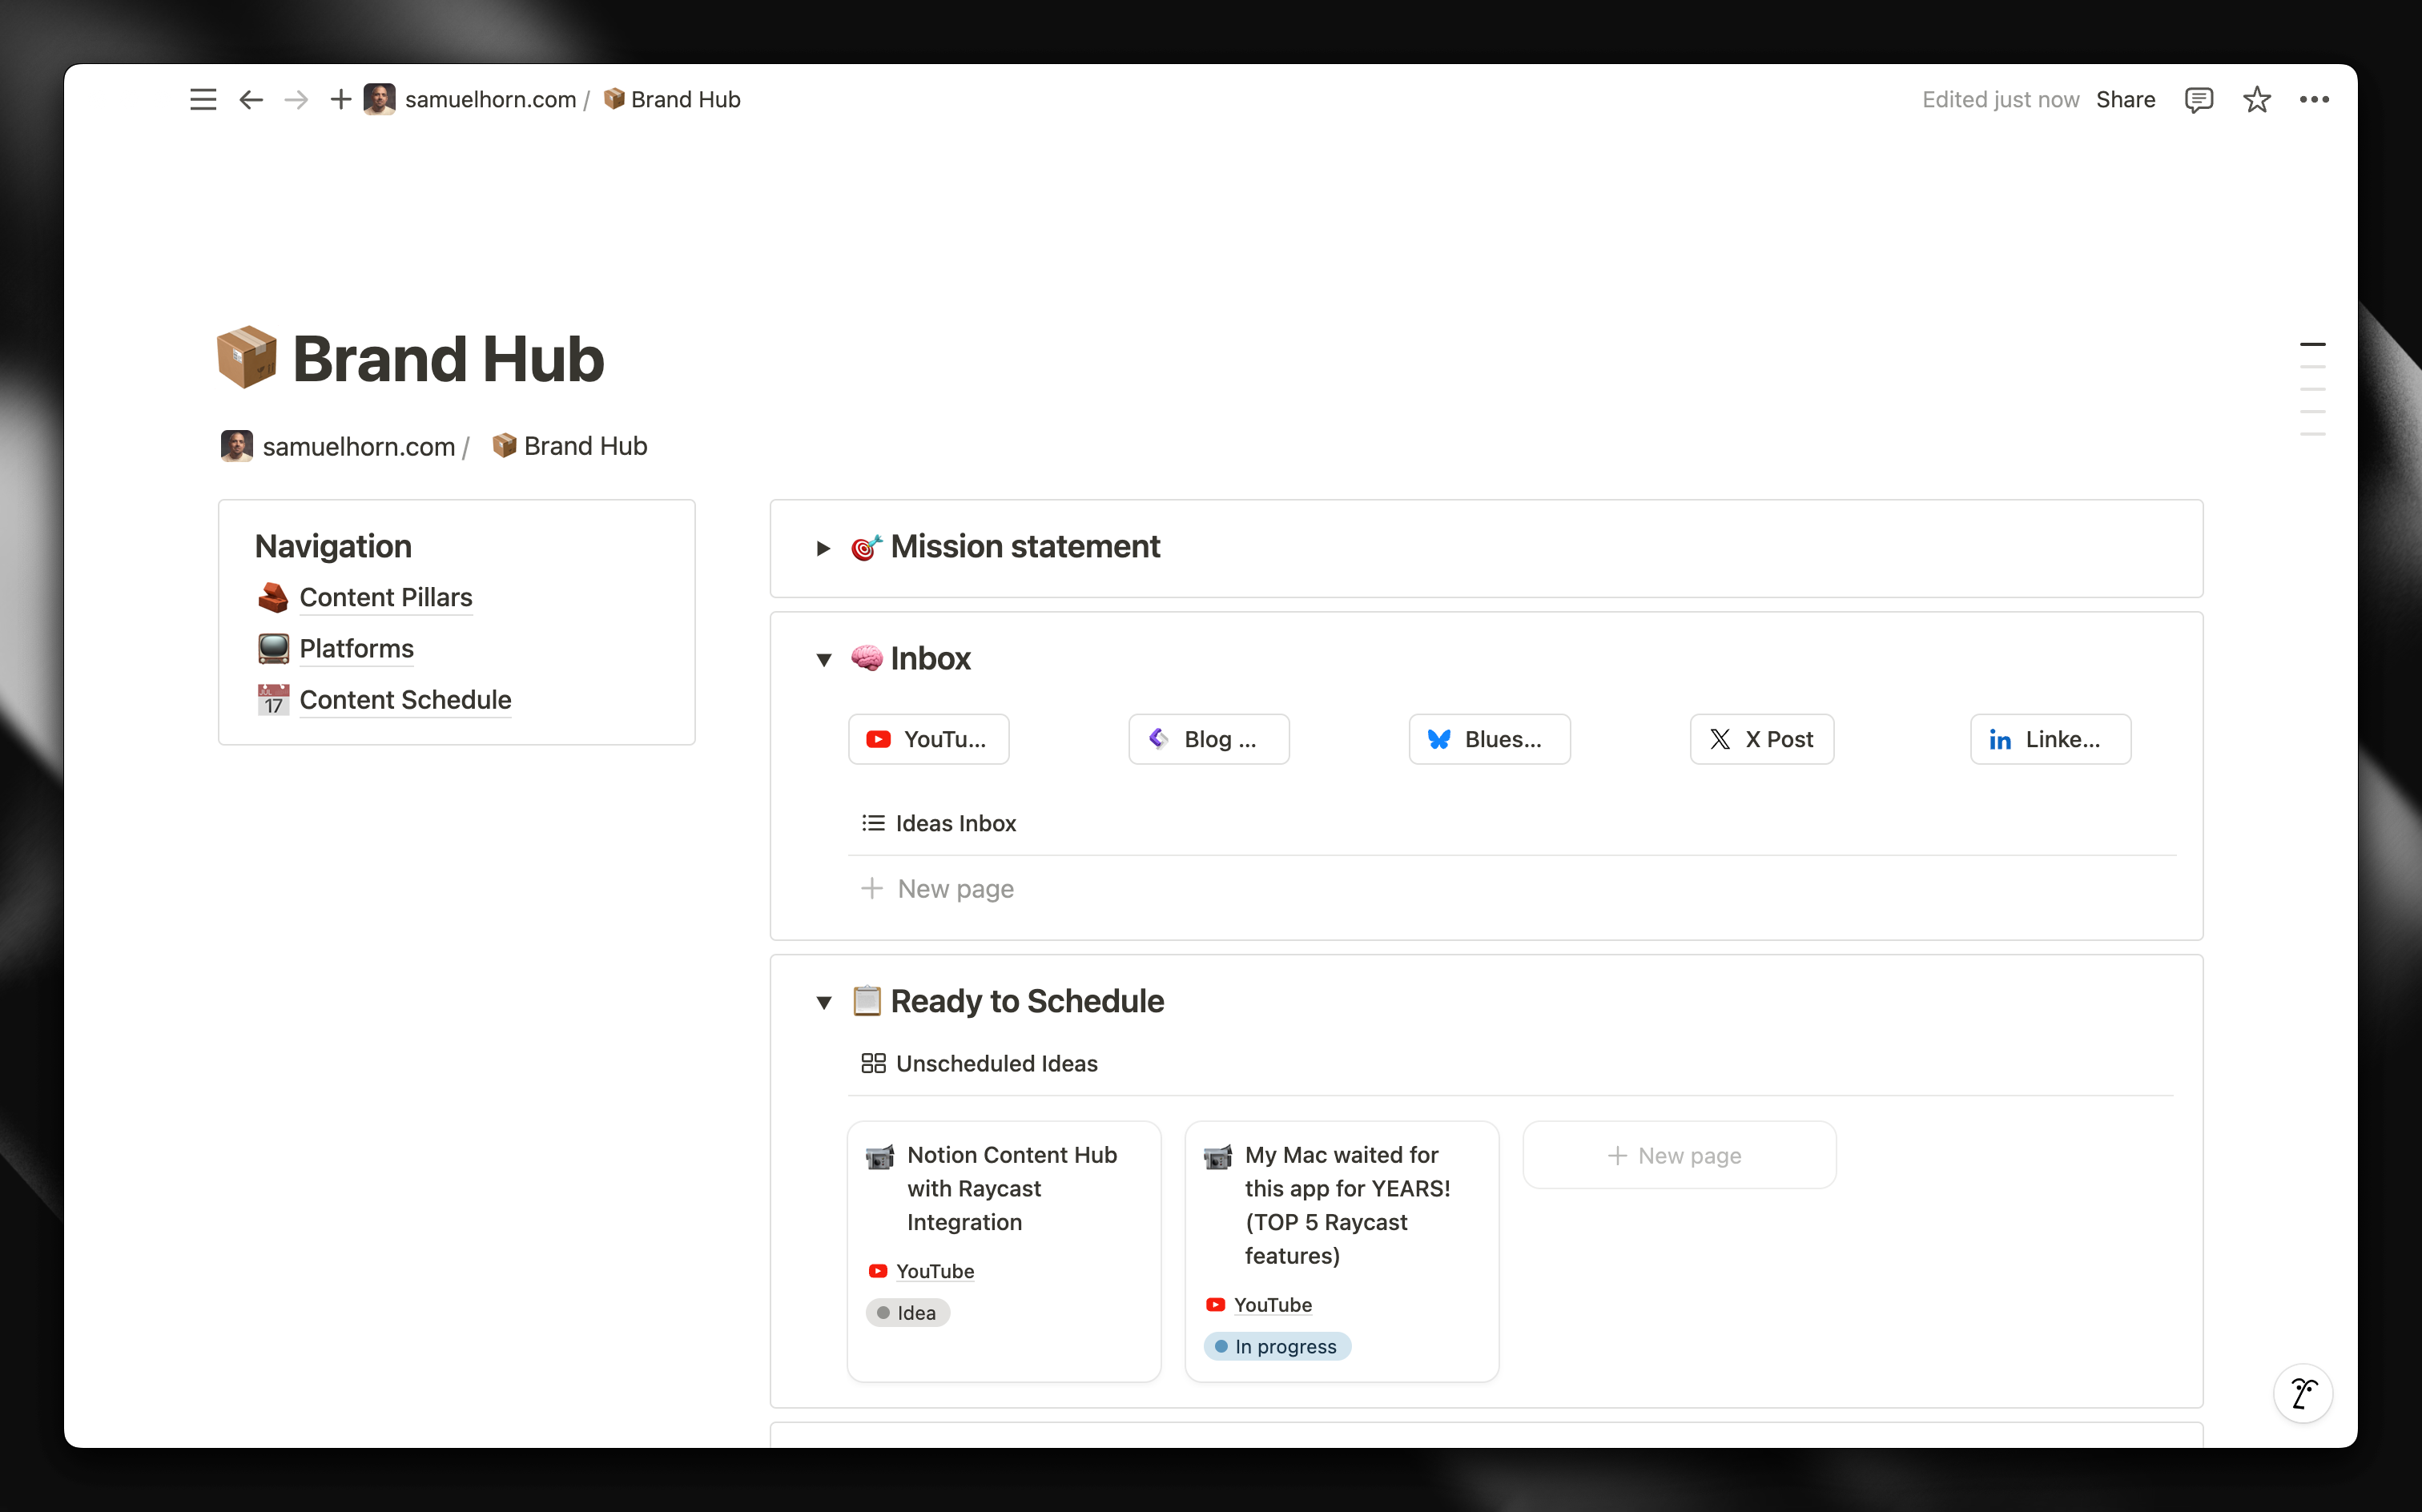 samuelhorn.com / Brand Hub
Edited just now Share
Brand Hub
samuelhorn.com / Brand Hub
Navigation
Content Pillars
Platforms
JUL 17 Content Schedule
Mission statement
Inbox
YouTu...
Blog ...
Blues...
X Post
in Linke...
Ideas Inbox
New page
Ready to Schedule
Unscheduled Ideas
Notion Content Hub
with Raycast
Integration
YouTube
Idea
My Mac waited for
this app for YEARS!
(TOP 5 Raycast
features)
YouTube
In progress
New page